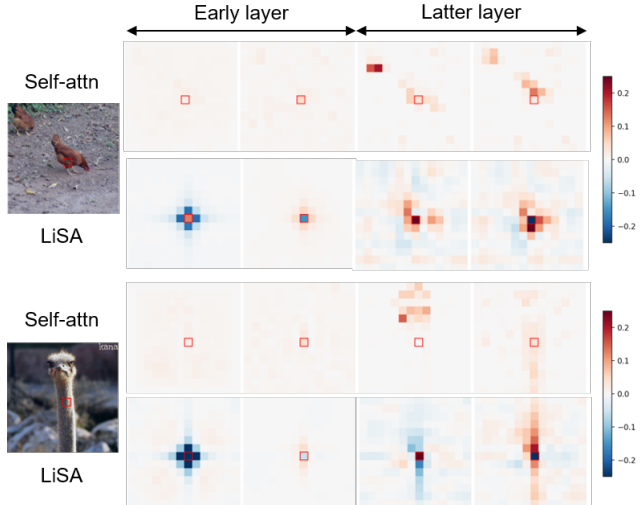 Early layer
Latter layer
Self-attn
LiSA
0.2
0.1
0.0
−0.1
−0.2
Self-attn
kana
LiSA
0.2
0.1
0.0
−0.1
−0.2